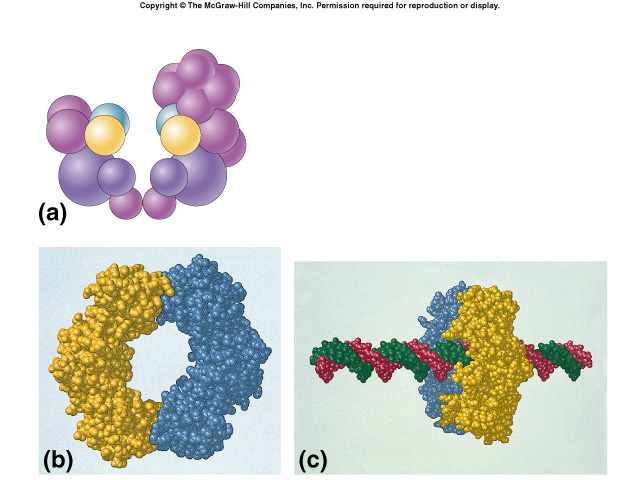 Copyright © The McGraw-Hill Companies, Inc. Permission required for reproduction or display.
(a)
(b)
(c)